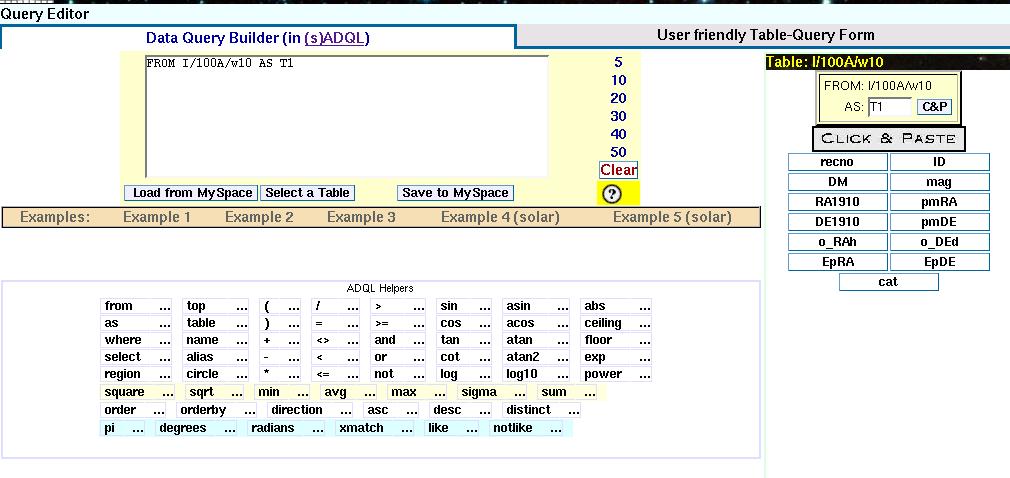 Query Editor
Data Query Builder (in (s)ADQL)
User friendly Table-Query Form
FROM I/100A/w10 AS T1
5
10
20
30
40
50
Clear
?
Load from MySpace Select a Table Save to MySpace
Examples: Example 1 Example 2 Example 3 Example 4 (solar) Example 5 (solar)
ADQL Helpers
from ... top ... ( ... / ... > ... sin ... asin ... abs ...
as ... table ... ) ... = ... >= ... cos ... acos ... ceiling ...
where ... name ... + ... <> ... and ... tan ... atan ... floor ...
select ... alias ... - ... < ... or ... cot ... atan2 ... exp ...
region ... circle ... * ... <= ... not ... log ... log10 ... power ...
square ... sqrt ... min ... avg ... max ... sigma ... sum ...
order ... orderby ... direction ... asc ... desc ... distinct ...
pi ... degrees ... radians ... xmatch ... like ... notlike ...
Table: I/100A/w10
FROM: I/100A/w10
AS: T1 C&P
CLICK & PASTE
recno ID
DM mag
RA1910 pmRA
DE1910 pmDE
o_RAh o_DEd
EpRA EpDE
cat